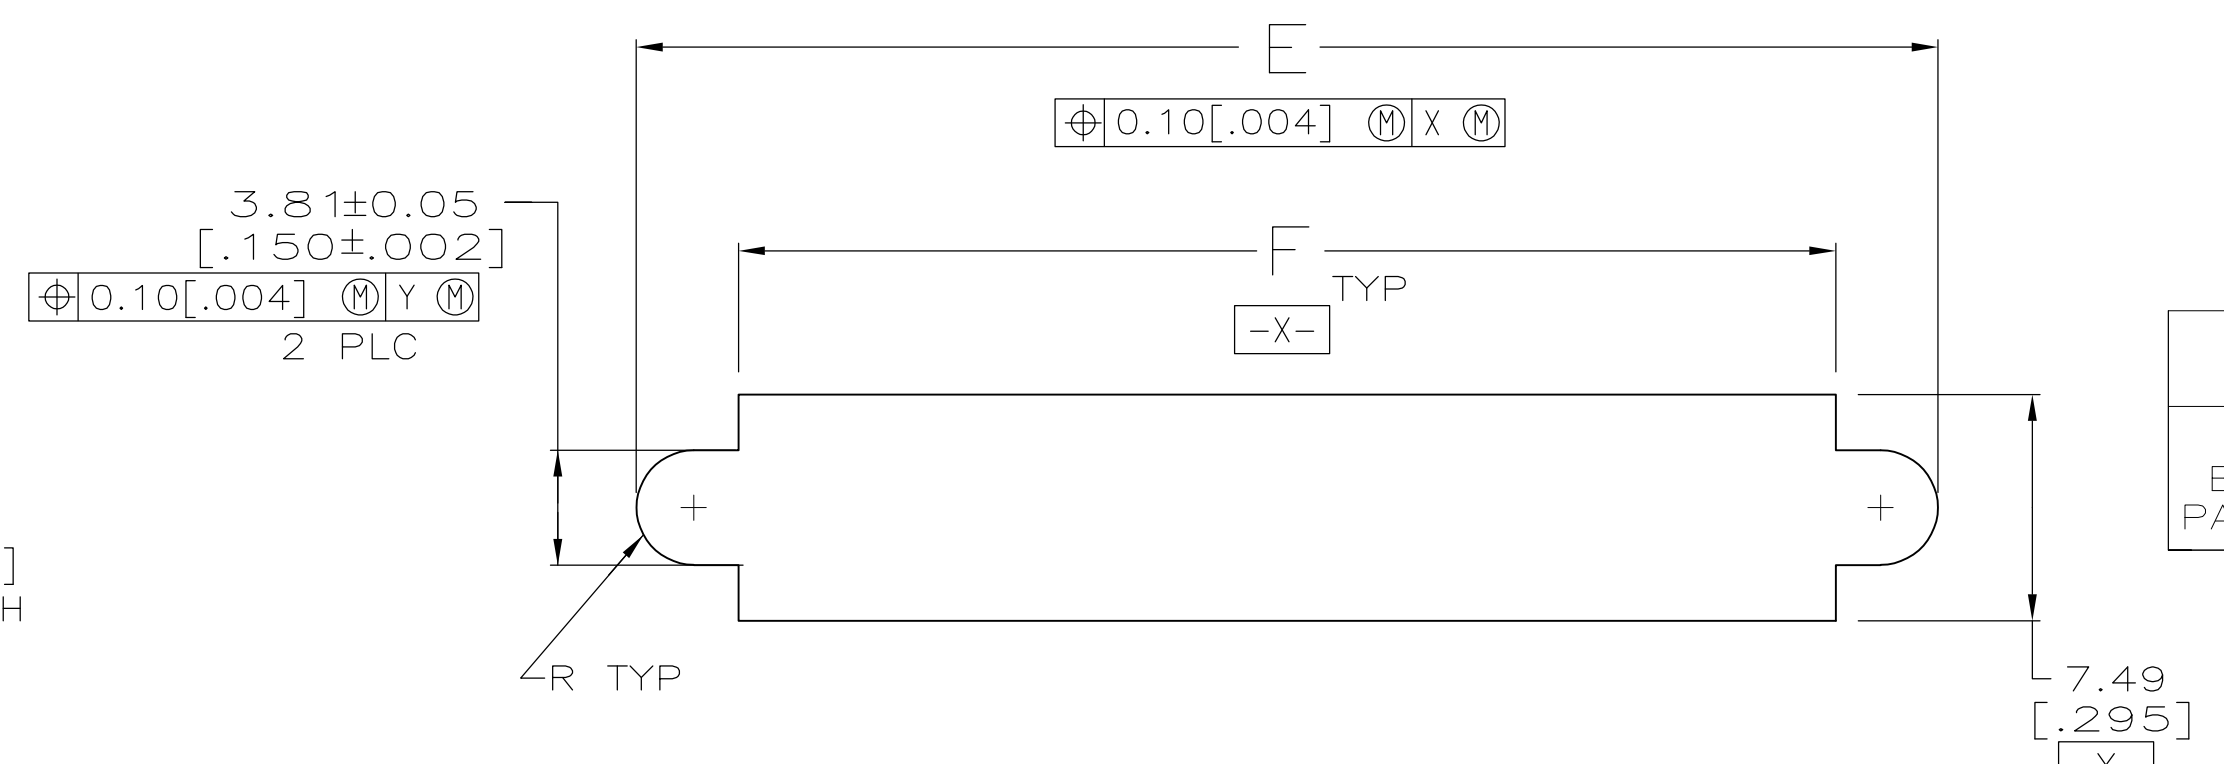 E
⌖ 0.10[.004] Ⓜ X Ⓜ
3.81±0.05
[.150±.002]
⌖ 0.10[.004] Ⓜ Y Ⓜ
2 PLC
F
TYP
-X-
]
H
R TYP
PA
7.49
[.295]